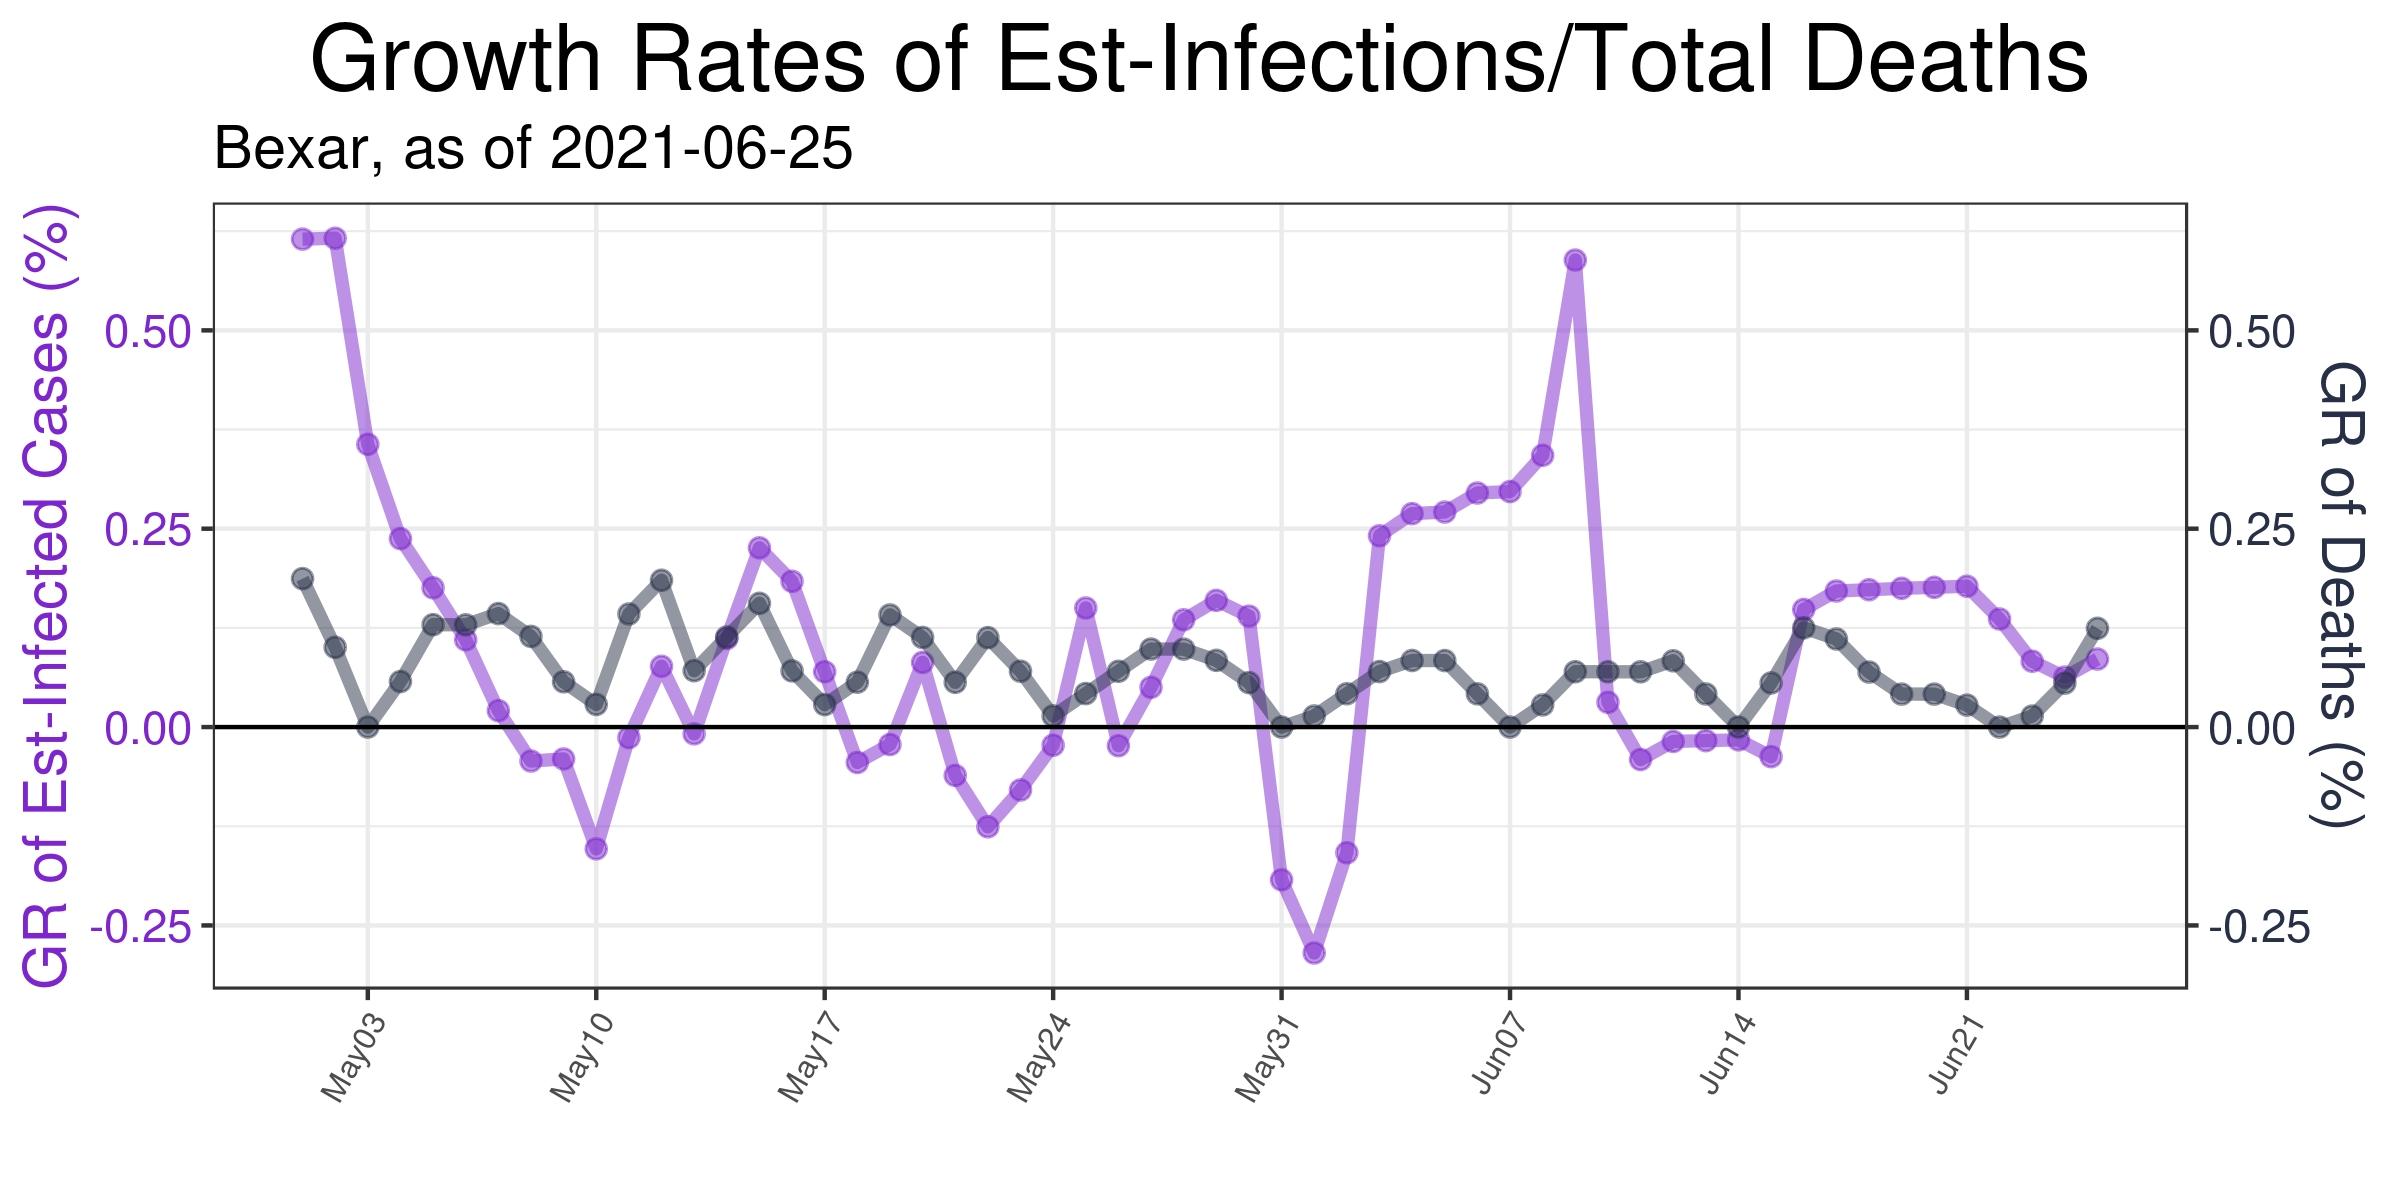 Growth Rates of Est-Infections/Total Deaths
Bexar, as of 2021-06-25
GR of Est-Infected Cases (%)
0.50
0.25
0.00
-0.25
0.50
0.25
0.00
-0.25
GR of Deaths (%)
May03
May10
May17
May24
May31
Jun07
Jun14
Jun21